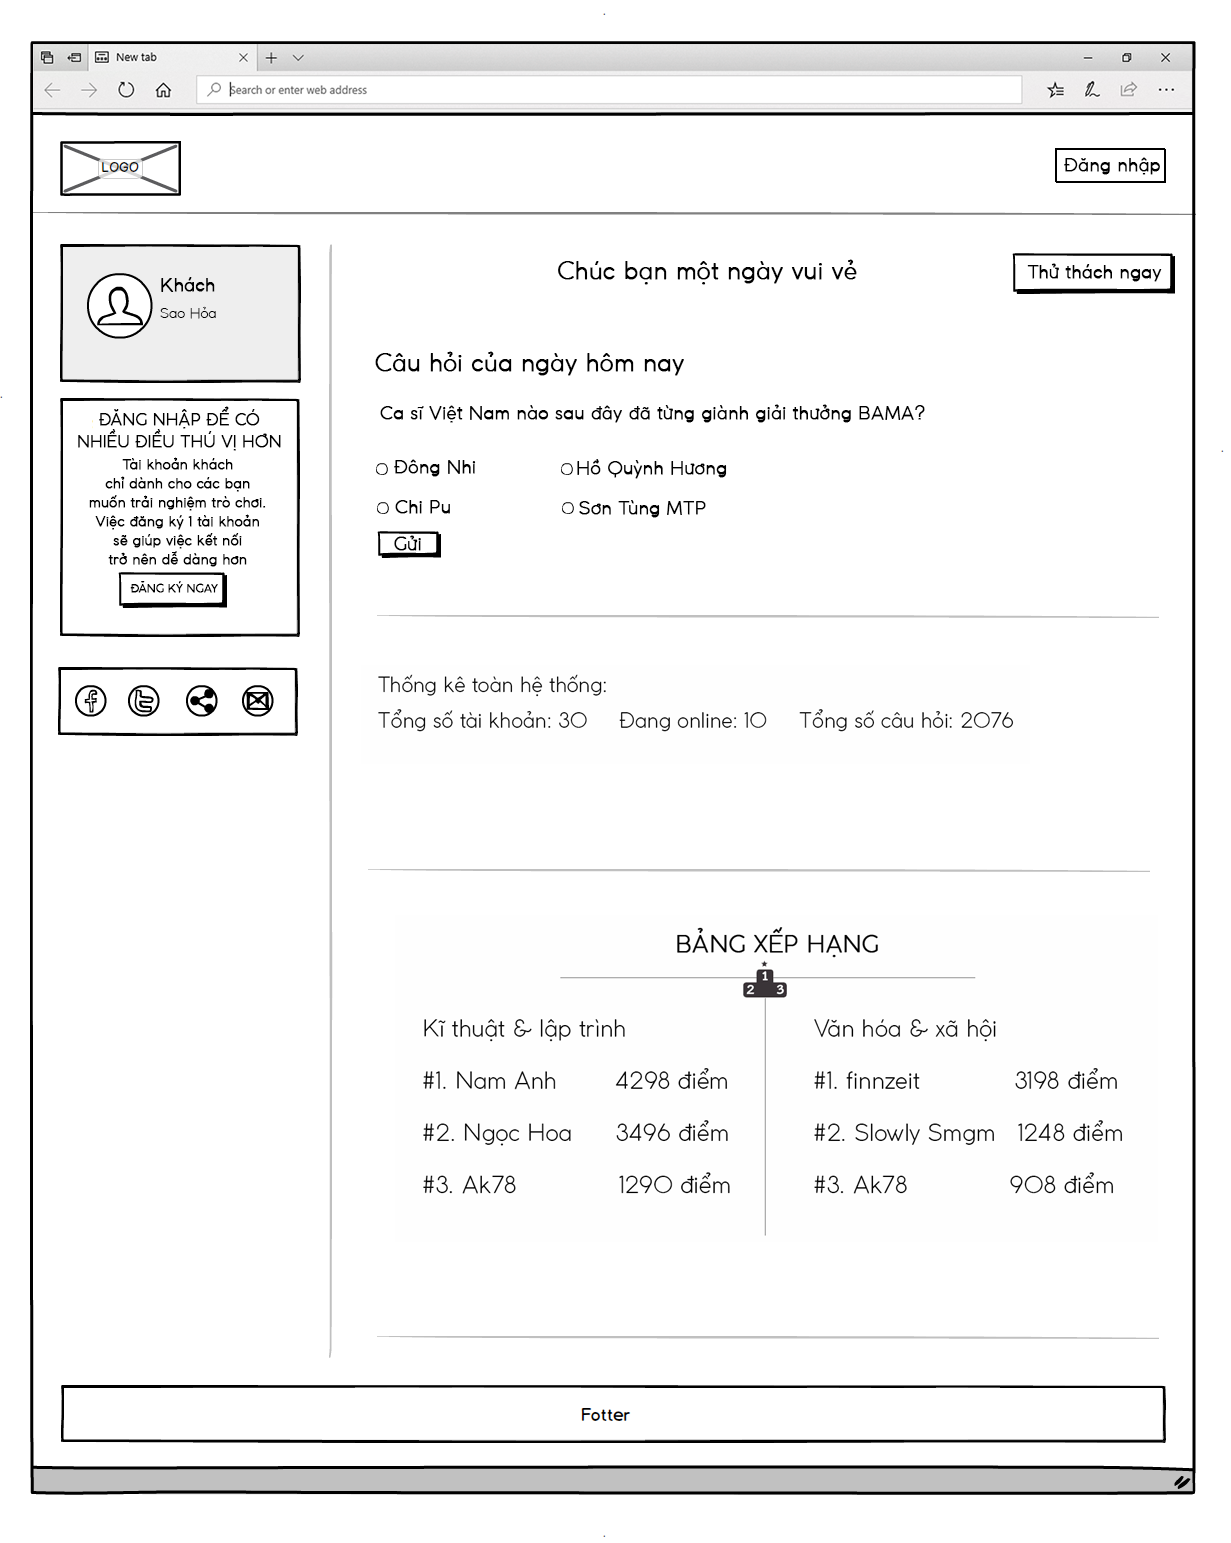 New tab
Search or enter web address
LOGO
Đăng nhập
Khách
Sao Hỏa
ĐĂNG NHẬP ĐỂ CÓ
NHIỀU ĐIỀU THÚ VỊ HƠN
Tài khoản khách
chỉ dành cho các bạn
muốn trải nghiệm trò chơi.
Việc đăng ký 1 tài khoản
sẽ giúp việc kết nối
trở nên dễ dàng hơn
ĐĂNG KÝ NGAY
Chúc bạn một ngày vui vẻ
Thử thách ngay
Câu hỏi của ngày hôm nay
Ca sĩ Việt Nam nào sau đây đã từng giành giải thưởng BAMA?
Đông Nhi
Hồ Quỳnh Hương
Chi Pu
Sơn Tùng MTP
Gửi
Thống kê toàn hệ thống:
Tổng số tài khoản: 30 Đang online: 10 Tổng số câu hỏi: 2076
BẢNG XẾP HẠNG
1
2 3
Kĩ thuật & lập trình
#1. Nam Anh 4298 điểm
#2. Ngọc Hoa 3496 điểm
#3. Ak78 1290 điểm
Văn hóa & xã hội
#1. finnzeit 3198 điểm
#2. Slowly Smgm 1248 điểm
#3. Ak78 908 điểm
Fotter